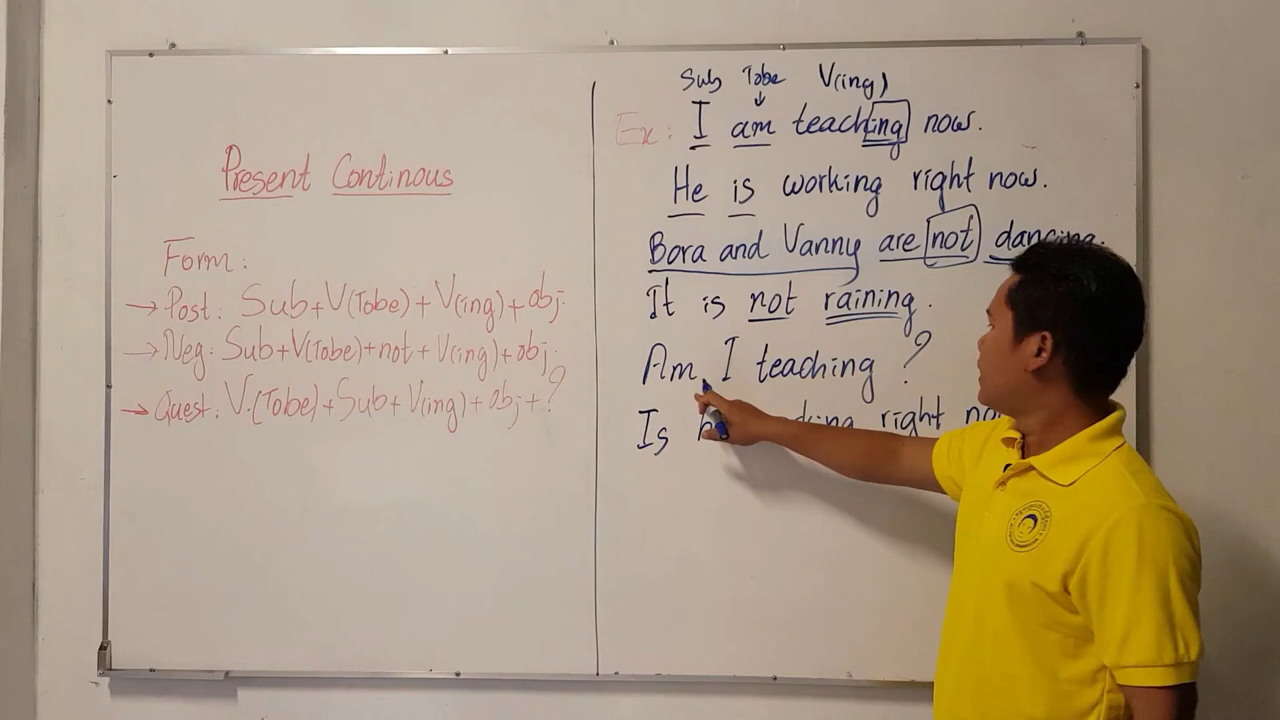 Present Continous
Form:
→ Post: Sub+V(Tobe)+V(ing)+obj.
→ Neg: Sub+V(Tobe)+not+V(ing)+obj.
→ Quest: V.(Tobe)+Sub+V(ing)+obj+?
Sub Tobe V(ing)
↓
Ex: I am teaching now.
He is working right now.
Bora and Vanny are not dancing.
It is not raining.
Am I teaching ?
Is right